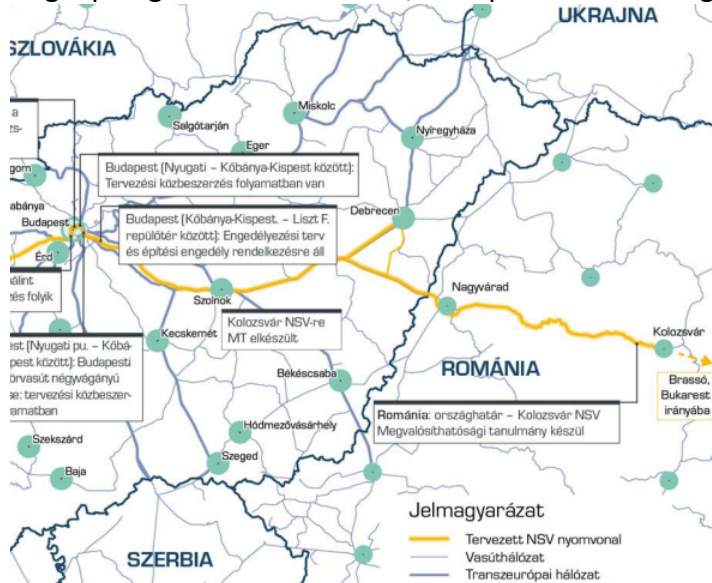 UKRAJNA
SZLOVÁKIA
Miskolc
Salgótarján
Nyíregyháza
Eger
Budapest (Nyugati – Kőbánya-Kispest között):
Tervezési közbeszerzés folyamatban van
Debrecen
Budapest
Budapest (Kőbánya-Kispest. – Liszt F.
repülőtér között): Engedélyezési terv
és építési engedély rendelkezésre áll
Érd
Szolnok
Nagyvárad
Kolozsvár NSV-re
MT elkészült
Kecskemét
Kolozsvár
ROMÁNIA
Brassó,
Bukarest
irányába
Békéscsaba
Románia: országhatár – Kolozsvár NSV
Megvalósíthatósági tanulmány készül
Hódmezővásárhely
Szekszárd
Szeged
Baja
SZERBIA
Jelmagyarázat
Tervezett NSV nyomvonal
Vasúthálózat
Transzeurópai hálózat